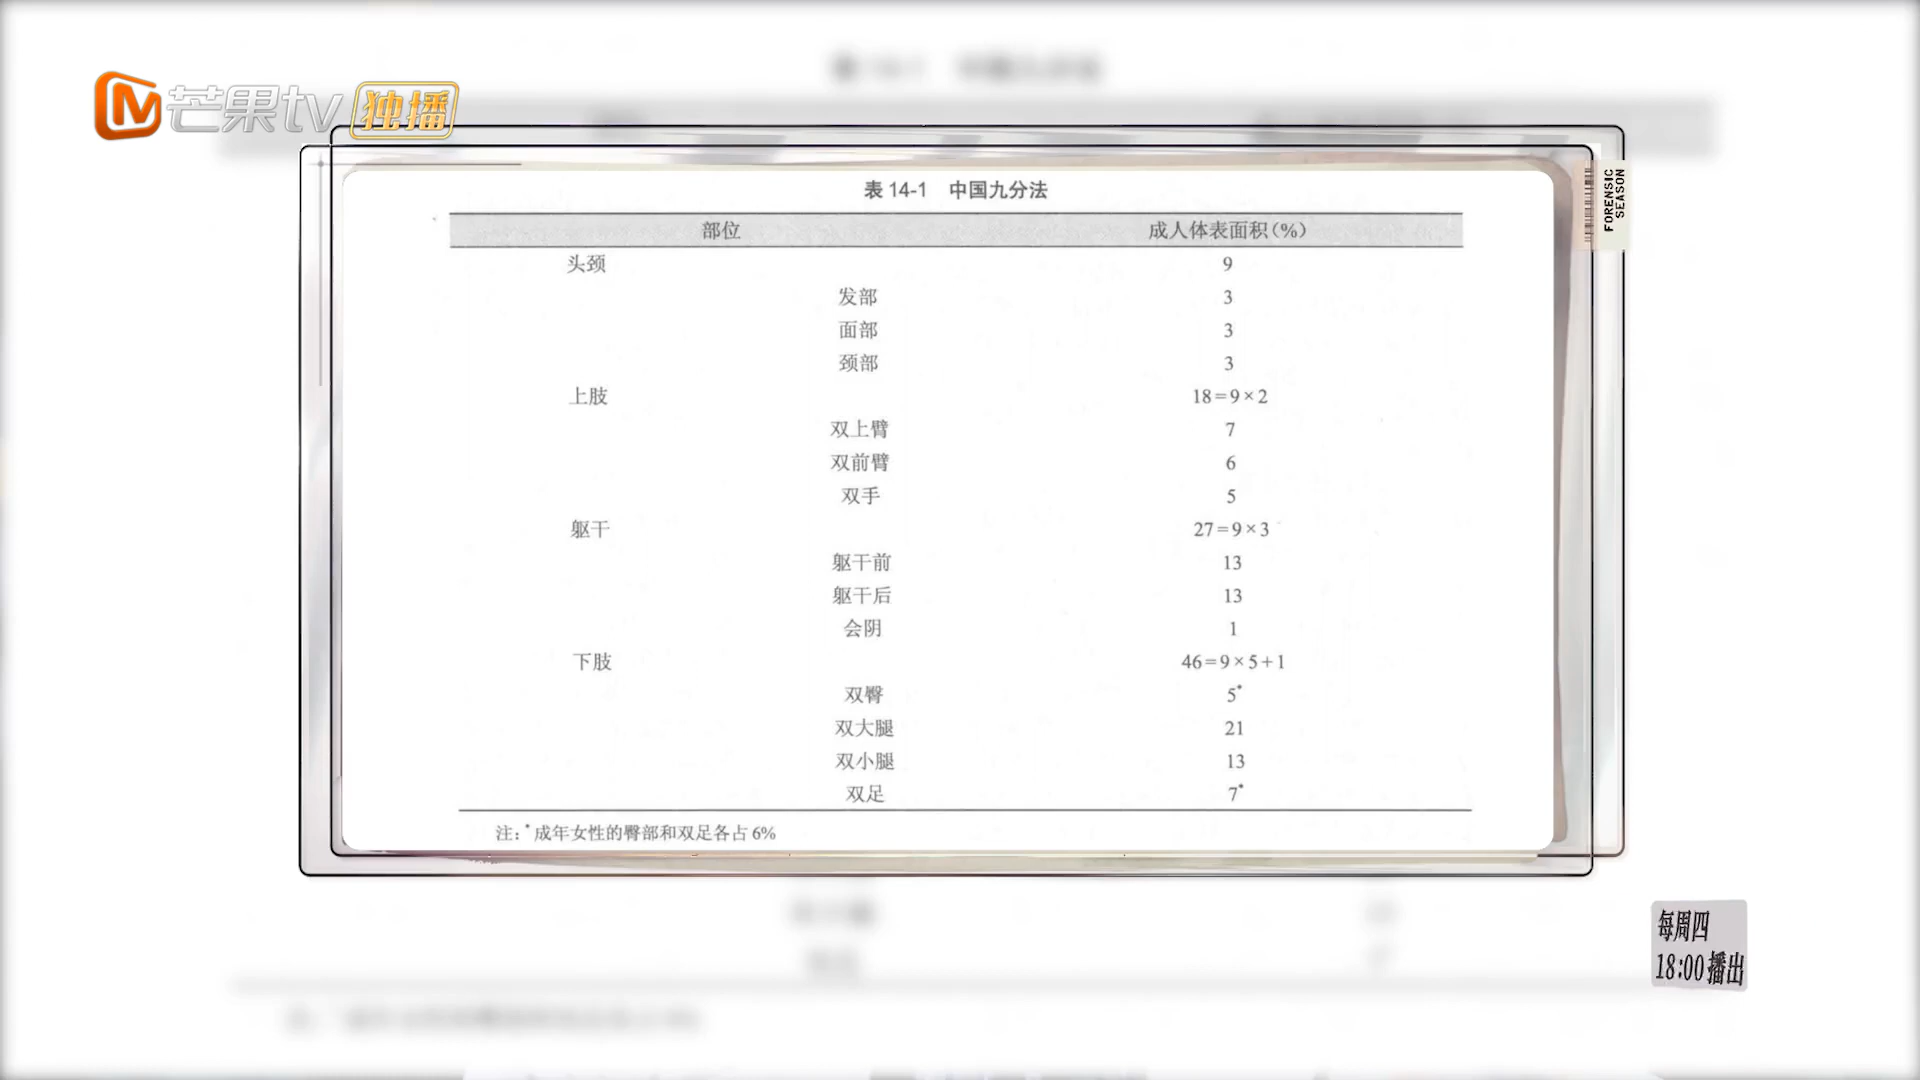 芒果tv 独播
FORENSIC
SEASON
表 14-1 中国九分法
部位 成人体表面积(%)
头颈 9
发部 3
面部 3
颈部 3
上肢 18=9×2
双上臂 7
双前臂 6
双手 5
躯干 27=9×3
躯干前 13
躯干后 13
会阴 1
下肢 46=9×5+1
双臀 5*
双大腿 21
双小腿 13
双足 7*
注:*成年女性的臀部和双足各占 6%
每周四
18:00播出